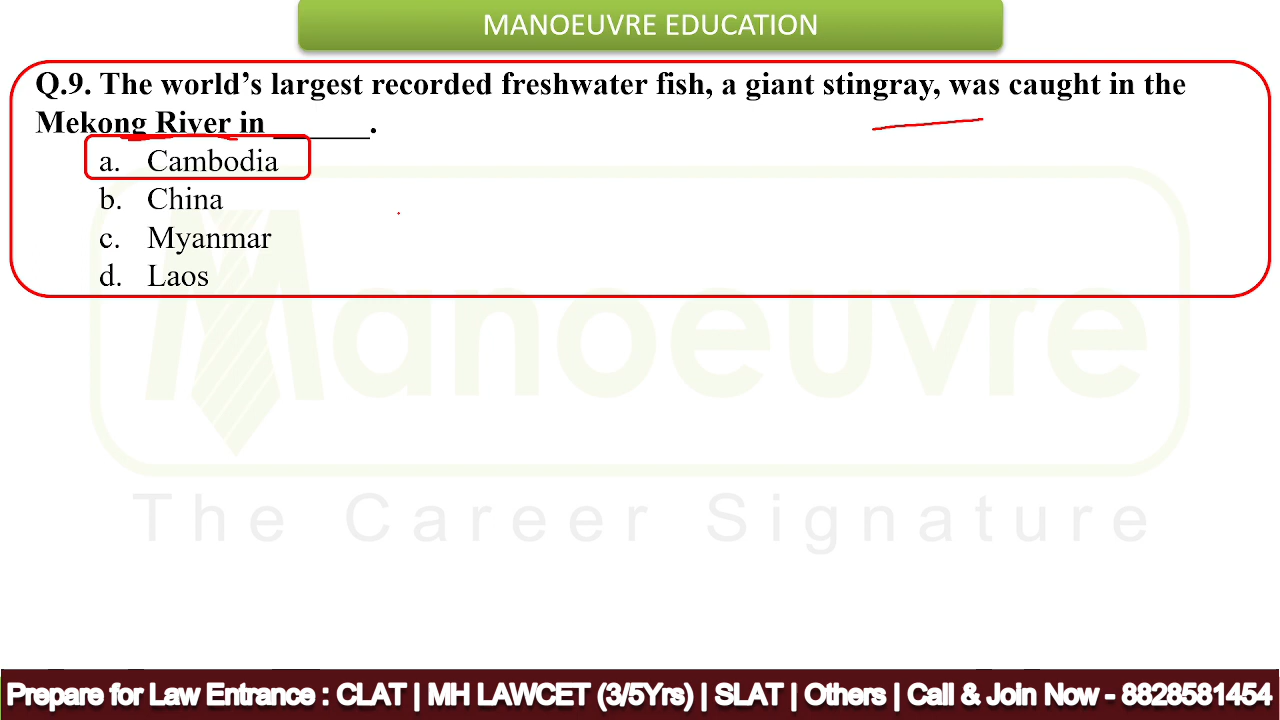 MANOEUVRE EDUCATION
Q.9. The world’s largest recorded freshwater fish, a giant stingray, was caught in the
Mekong River in ______.
a. Cambodia
b. China
c. Myanmar
d. Laos
Manoeuvre
The Career Signature
Prepare for Law Entrance : CLAT | MH LAWCET (3/5Yrs) | SLAT | Others | Call & Join Now - 8828581454